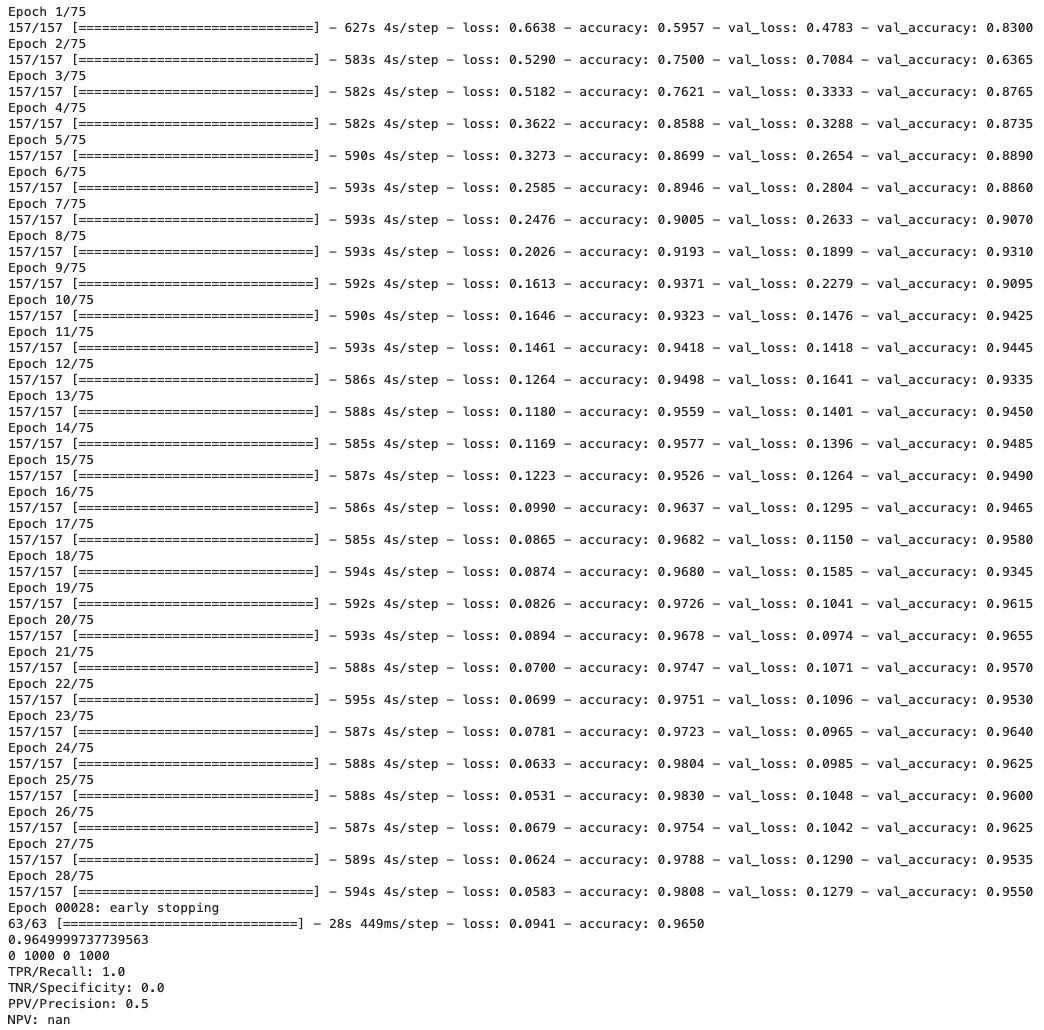 Epoch 1/75
157/157 [==============================] – 627s 4s/step – loss: 0.6638 – accuracy: 0.5957 – val_loss: 0.4783 – val_accuracy: 0.8300
Epoch 2/75
157/157 [==============================] – 583s 4s/step – loss: 0.5290 – accuracy: 0.7500 – val_loss: 0.7084 – val_accuracy: 0.6365
Epoch 3/75
157/157 [==============================] – 582s 4s/step – loss: 0.5182 – accuracy: 0.7621 – val_loss: 0.3333 – val_accuracy: 0.8765
Epoch 4/75
157/157 [==============================] – 582s 4s/step – loss: 0.3622 – accuracy: 0.8588 – val_loss: 0.3288 – val_accuracy: 0.8735
Epoch 5/75
157/157 [==============================] – 590s 4s/step – loss: 0.3273 – accuracy: 0.8699 – val_loss: 0.2654 – val_accuracy: 0.8890
Epoch 6/75
157/157 [==============================] – 593s 4s/step – loss: 0.2585 – accuracy: 0.8946 – val_loss: 0.2804 – val_accuracy: 0.8860
Epoch 7/75
157/157 [==============================] – 593s 4s/step – loss: 0.2476 – accuracy: 0.9005 – val_loss: 0.2633 – val_accuracy: 0.9070
Epoch 8/75
157/157 [==============================] – 593s 4s/step – loss: 0.2026 – accuracy: 0.9193 – val_loss: 0.1899 – val_accuracy: 0.9310
Epoch 9/75
157/157 [==============================] – 592s 4s/step – loss: 0.1613 – accuracy: 0.9371 – val_loss: 0.2279 – val_accuracy: 0.9095
Epoch 10/75
157/157 [==============================] – 590s 4s/step – loss: 0.1646 – accuracy: 0.9323 – val_loss: 0.1476 – val_accuracy: 0.9425
Epoch 11/75
157/157 [==============================] – 593s 4s/step – loss: 0.1461 – accuracy: 0.9418 – val_loss: 0.1418 – val_accuracy: 0.9445
Epoch 12/75
157/157 [==============================] – 586s 4s/step – loss: 0.1264 – accuracy: 0.9498 – val_loss: 0.1641 – val_accuracy: 0.9335
Epoch 13/75
157/157 [==============================] – 588s 4s/step – loss: 0.1180 – accuracy: 0.9559 – val_loss: 0.1401 – val_accuracy: 0.9450
Epoch 14/75
157/157 [==============================] – 585s 4s/step – loss: 0.1169 – accuracy: 0.9577 – val_loss: 0.1396 – val_accuracy: 0.9485
Epoch 15/75
157/157 [==============================] – 587s 4s/step – loss: 0.1223 – accuracy: 0.9526 – val_loss: 0.1264 – val_accuracy: 0.9490
Epoch 16/75
157/157 [==============================] – 586s 4s/step – loss: 0.0990 – accuracy: 0.9637 – val_loss: 0.1295 – val_accuracy: 0.9465
Epoch 17/75
157/157 [==============================] – 585s 4s/step – loss: 0.0865 – accuracy: 0.9682 – val_loss: 0.1150 – val_accuracy: 0.9580
Epoch 18/75
157/157 [==============================] – 594s 4s/step – loss: 0.0874 – accuracy: 0.9680 – val_loss: 0.1585 – val_accuracy: 0.9345
Epoch 19/75
157/157 [==============================] – 592s 4s/step – loss: 0.0826 – accuracy: 0.9726 – val_loss: 0.1041 – val_accuracy: 0.9615
Epoch 20/75
157/157 [==============================] – 593s 4s/step – loss: 0.0894 – accuracy: 0.9678 – val_loss: 0.0974 – val_accuracy: 0.9655
Epoch 21/75
157/157 [==============================] – 588s 4s/step – loss: 0.0700 – accuracy: 0.9747 – val_loss: 0.1071 – val_accuracy: 0.9570
Epoch 22/75
157/157 [==============================] – 595s 4s/step – loss: 0.0699 – accuracy: 0.9751 – val_loss: 0.1096 – val_accuracy: 0.9530
Epoch 23/75
157/157 [==============================] – 587s 4s/step – loss: 0.0781 – accuracy: 0.9723 – val_loss: 0.0965 – val_accuracy: 0.9640
Epoch 24/75
157/157 [==============================] – 588s 4s/step – loss: 0.0633 – accuracy: 0.9804 – val_loss: 0.0985 – val_accuracy: 0.9625
Epoch 25/75
157/157 [==============================] – 588s 4s/step – loss: 0.0531 – accuracy: 0.9830 – val_loss: 0.1048 – val_accuracy: 0.9600
Epoch 26/75
157/157 [==============================] – 587s 4s/step – loss: 0.0679 – accuracy: 0.9754 – val_loss: 0.1042 – val_accuracy: 0.9625
Epoch 27/75
157/157 [==============================] – 589s 4s/step – loss: 0.0624 – accuracy: 0.9788 – val_loss: 0.1290 – val_accuracy: 0.9535
Epoch 28/75
157/157 [==============================] – 594s 4s/step – loss: 0.0583 – accuracy: 0.9808 – val_loss: 0.1279 – val_accuracy: 0.9550
Epoch 00028: early stopping
63/63 [==============================] – 28s 449ms/step – loss: 0.0941 – accuracy: 0.9650
0.9649999737739563
0 1000 0 1000
TPR/Recall: 1.0
TNR/Specificity: 0.0
PPV/Precision: 0.5
NPV: nan